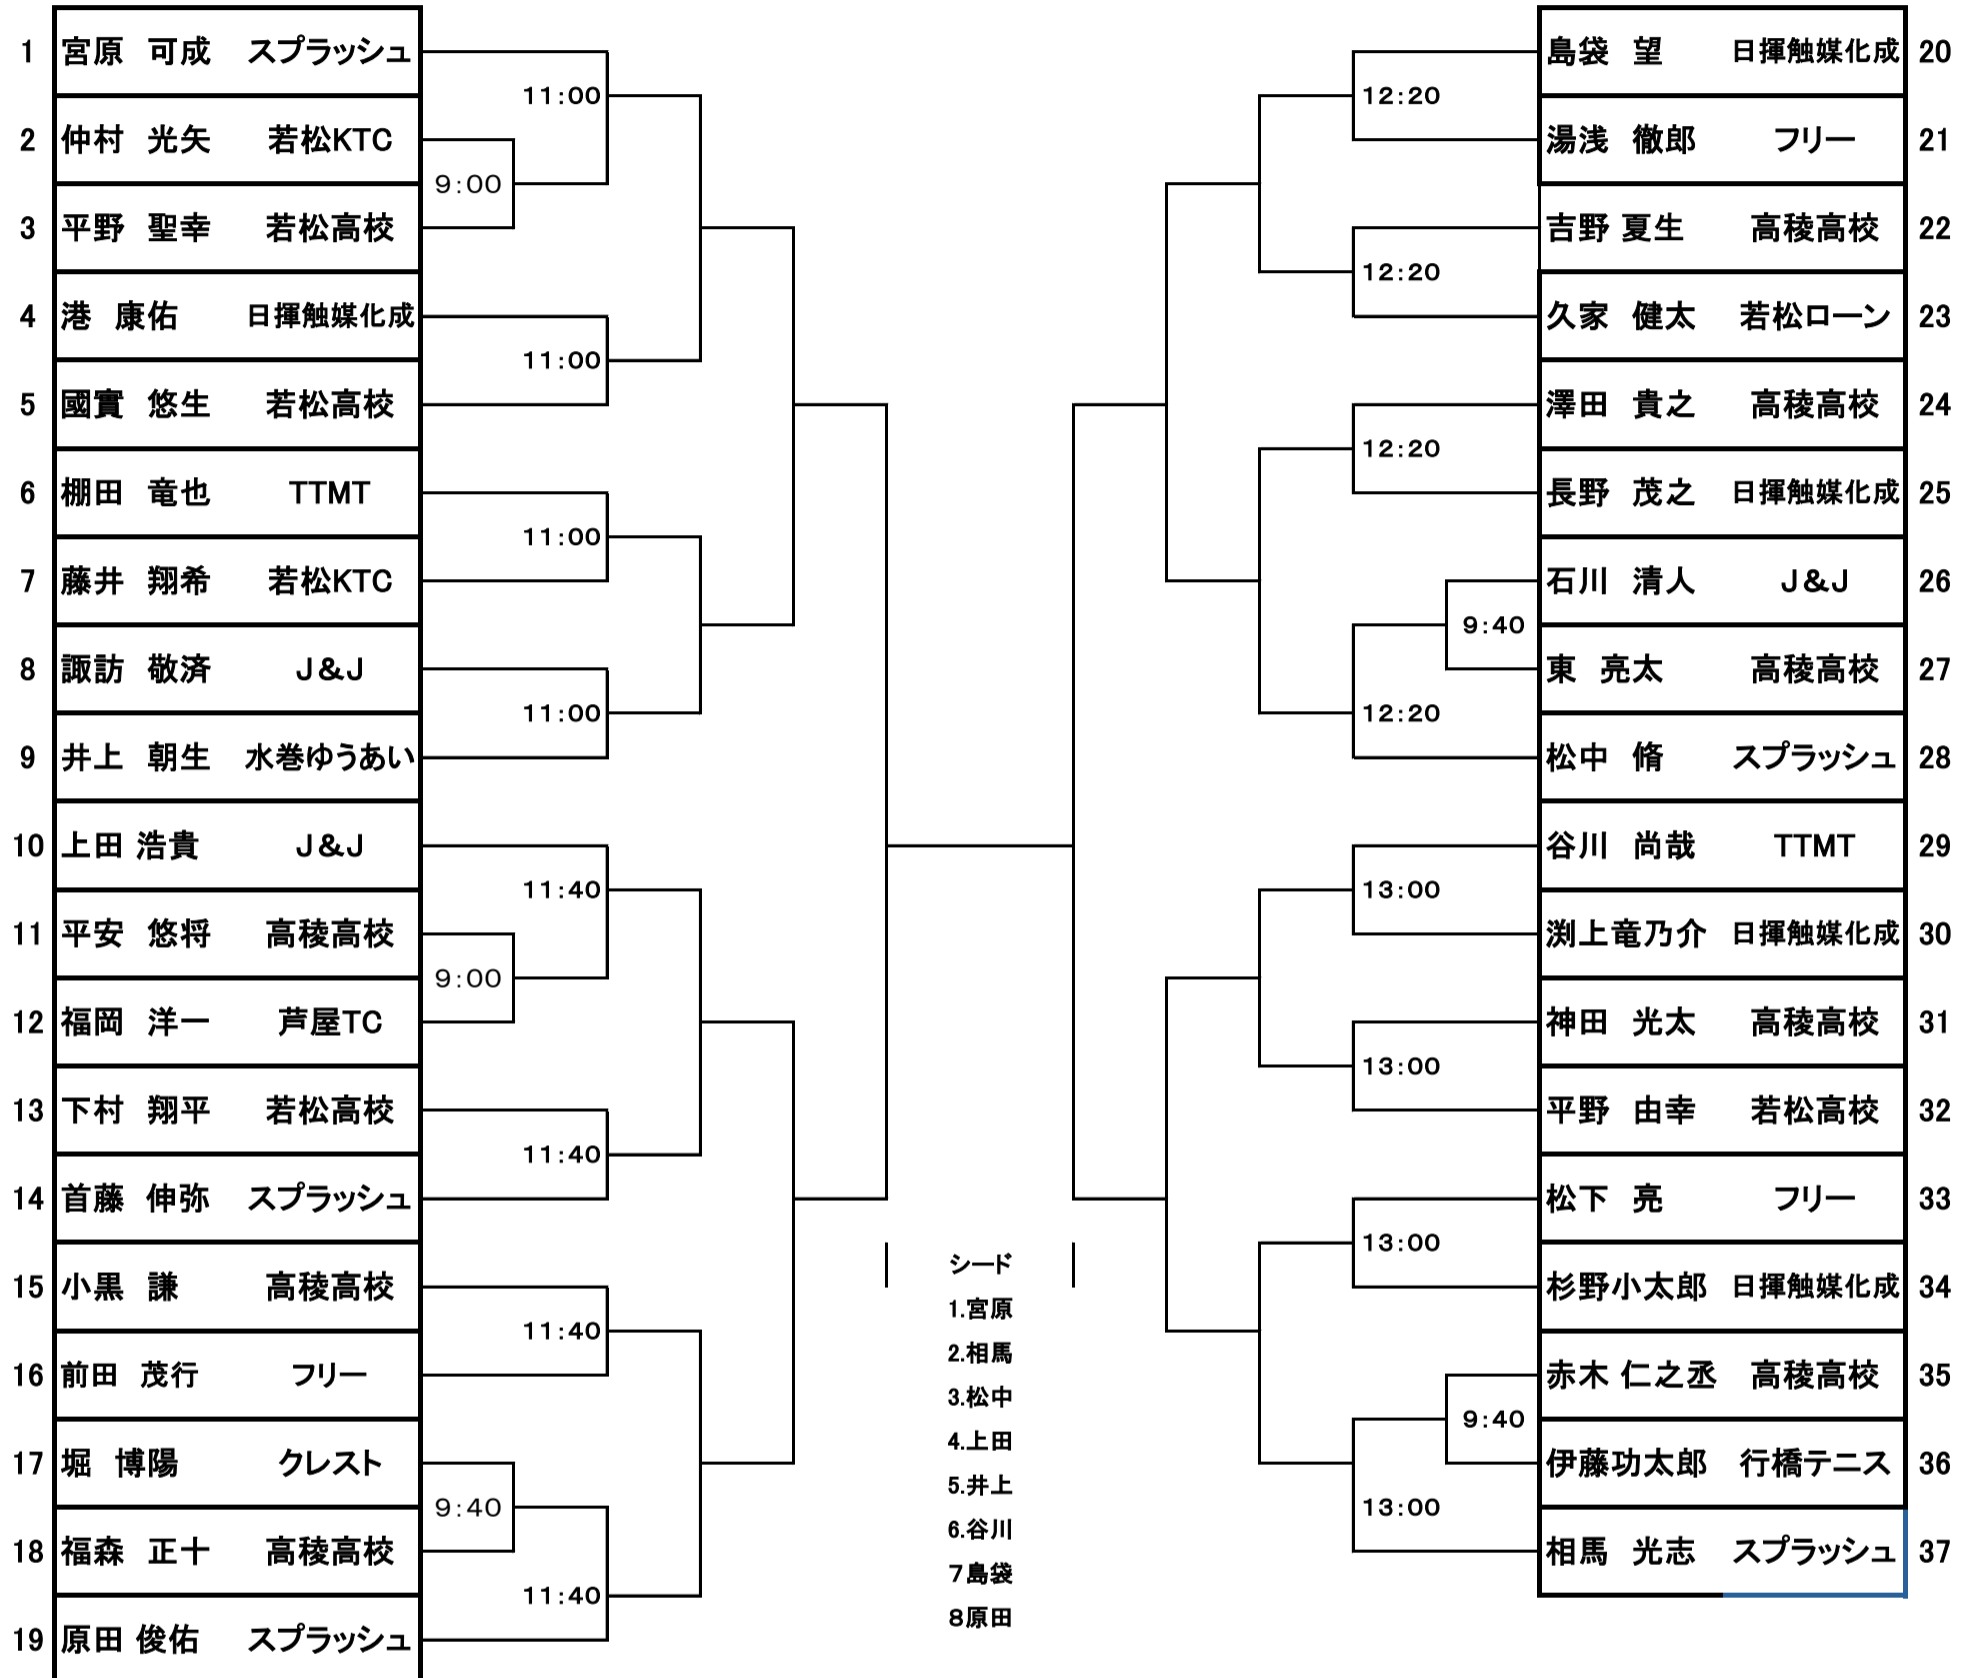 1 宮原 可成 スプラッシュ
2 仲村 光矢 若松KTC
3 平野 聖幸 若松高校
4 港 康佑 日揮触媒化成
5 國實 悠生 若松高校
6 棚田 竜也 TTMT
7 藤井 翔希 若松KTC
8 諏訪 敬済 J&J
9 井上 朝生 水巻ゆうあい
10 上田 浩貴 J&J
11 平安 悠将 高稜高校
12 福岡 洋一 芦屋TC
13 下村 翔平 若松高校
14 首藤 伸弥 スプラッシュ
15 小黒 謙 高稜高校
16 前田 茂行 フリー
17 堀 博陽 クレスト
18 福森 正十 高稜高校
19 原田 俊佑 スプラッシュ
11:00
9:00
11:00
11:00
11:00
11:40
9:00
11:40
11:40
9:40
11:40
シード
1.宮原
2.相馬
3.松中
4.上田
5.井上
6.谷川
7島袋
8原田
12:20
12:20
12:20
9:40
12:20
13:00
13:00
13:00
9:40
13:00
島袋 望 日揮触媒化成 20
湯浅 徹郎 フリー 21
吉野 夏生 高稜高校 22
久家 健太 若松ローン 23
澤田 貴之 高稜高校 24
長野 茂之 日揮触媒化成 25
石川 清人 J&J 26
東 亮太 高稜高校 27
松中 脩 スプラッシュ 28
谷川 尚哉 TTMT 29
渕上竜乃介 日揮触媒化成 30
神田 光太 高稜高校 31
平野 由幸 若松高校 32
松下 亮 フリー 33
杉野小太郎 日揮触媒化成 34
赤木 仁之丞 高稜高校 35
伊藤功太郎 行橋テニス 36
相馬 光志 スプラッシュ 37